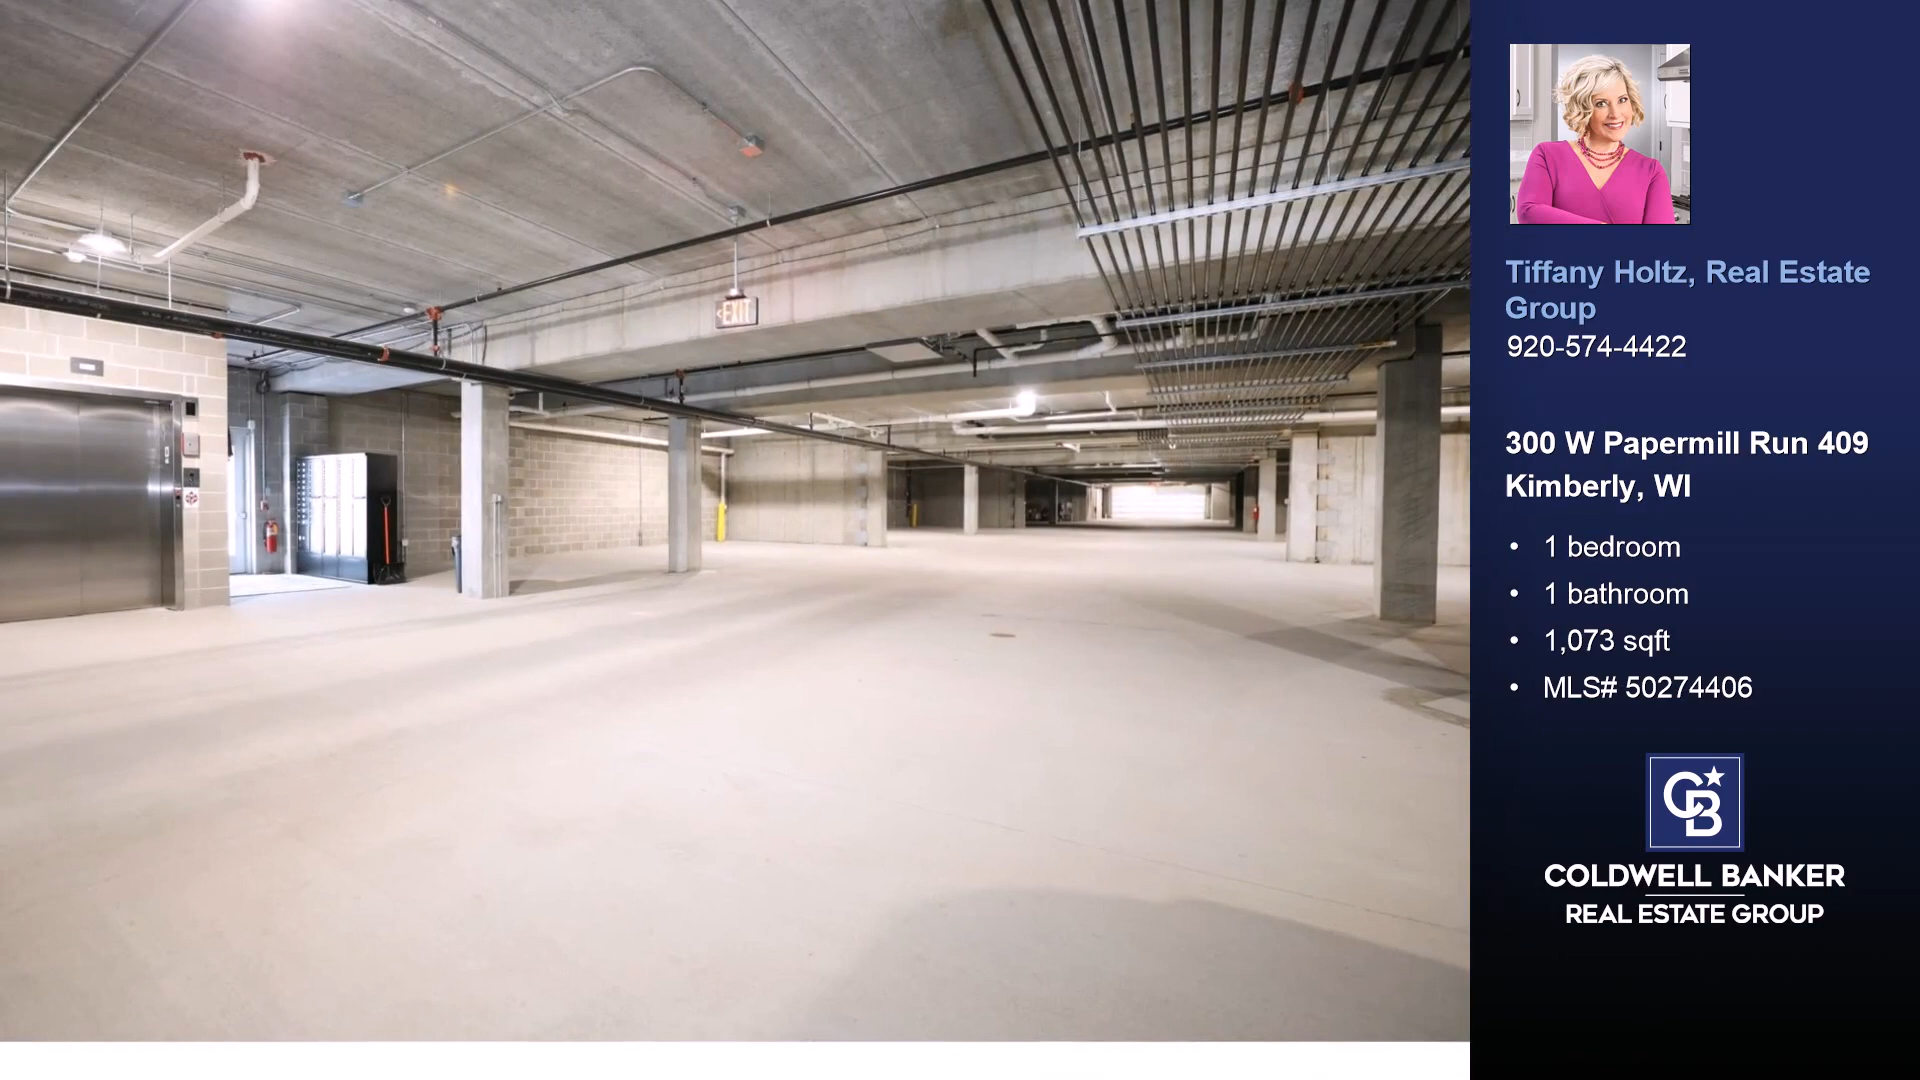 <EXIT
Tiffany Holtz, Real Estate
Group
920-574-4422
300 W Papermill Run 409
Kimberly, WI
• 1 bedroom
• 1 bathroom
• 1,073 sqft
• MLS# 50274406
CB
COLDWELL BANKER
REAL ESTATE GROUP